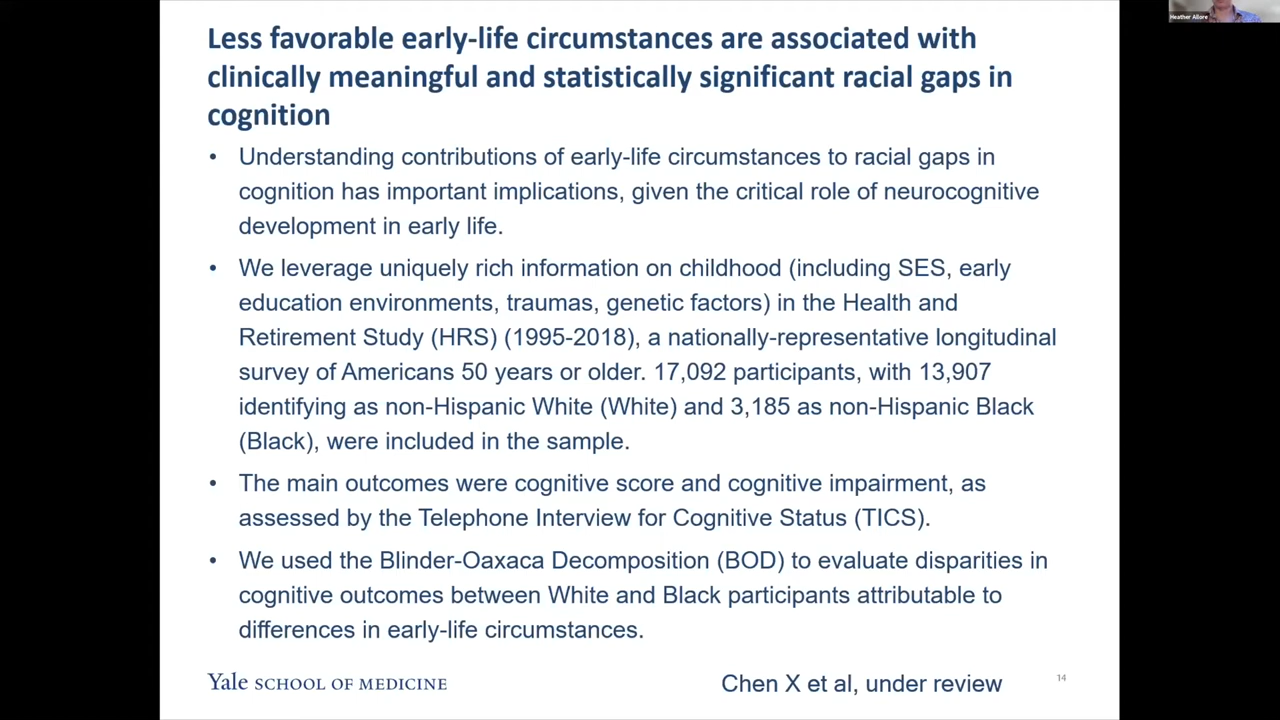 Heather Allore
Less favorable early-life circumstances are associated with
clinically meaningful and statistically significant racial gaps in
cognition
• Understanding contributions of early-life circumstances to racial gaps in
cognition has important implications, given the critical role of neurocognitive
development in early life.
• We leverage uniquely rich information on childhood (including SES, early
education environments, traumas, genetic factors) in the Health and
Retirement Study (HRS) (1995-2018), a nationally-representative longitudinal
survey of Americans 50 years or older. 17,092 participants, with 13,907
identifying as non-Hispanic White (White) and 3,185 as non-Hispanic Black
(Black), were included in the sample.
• The main outcomes were cognitive score and cognitive impairment, as
assessed by the Telephone Interview for Cognitive Status (TICS).
• We used the Blinder-Oaxaca Decomposition (BOD) to evaluate disparities in
cognitive outcomes between White and Black participants attributable to
differences in early-life circumstances.
Yale SCHOOL OF MEDICINE
Chen X et al, under review
14